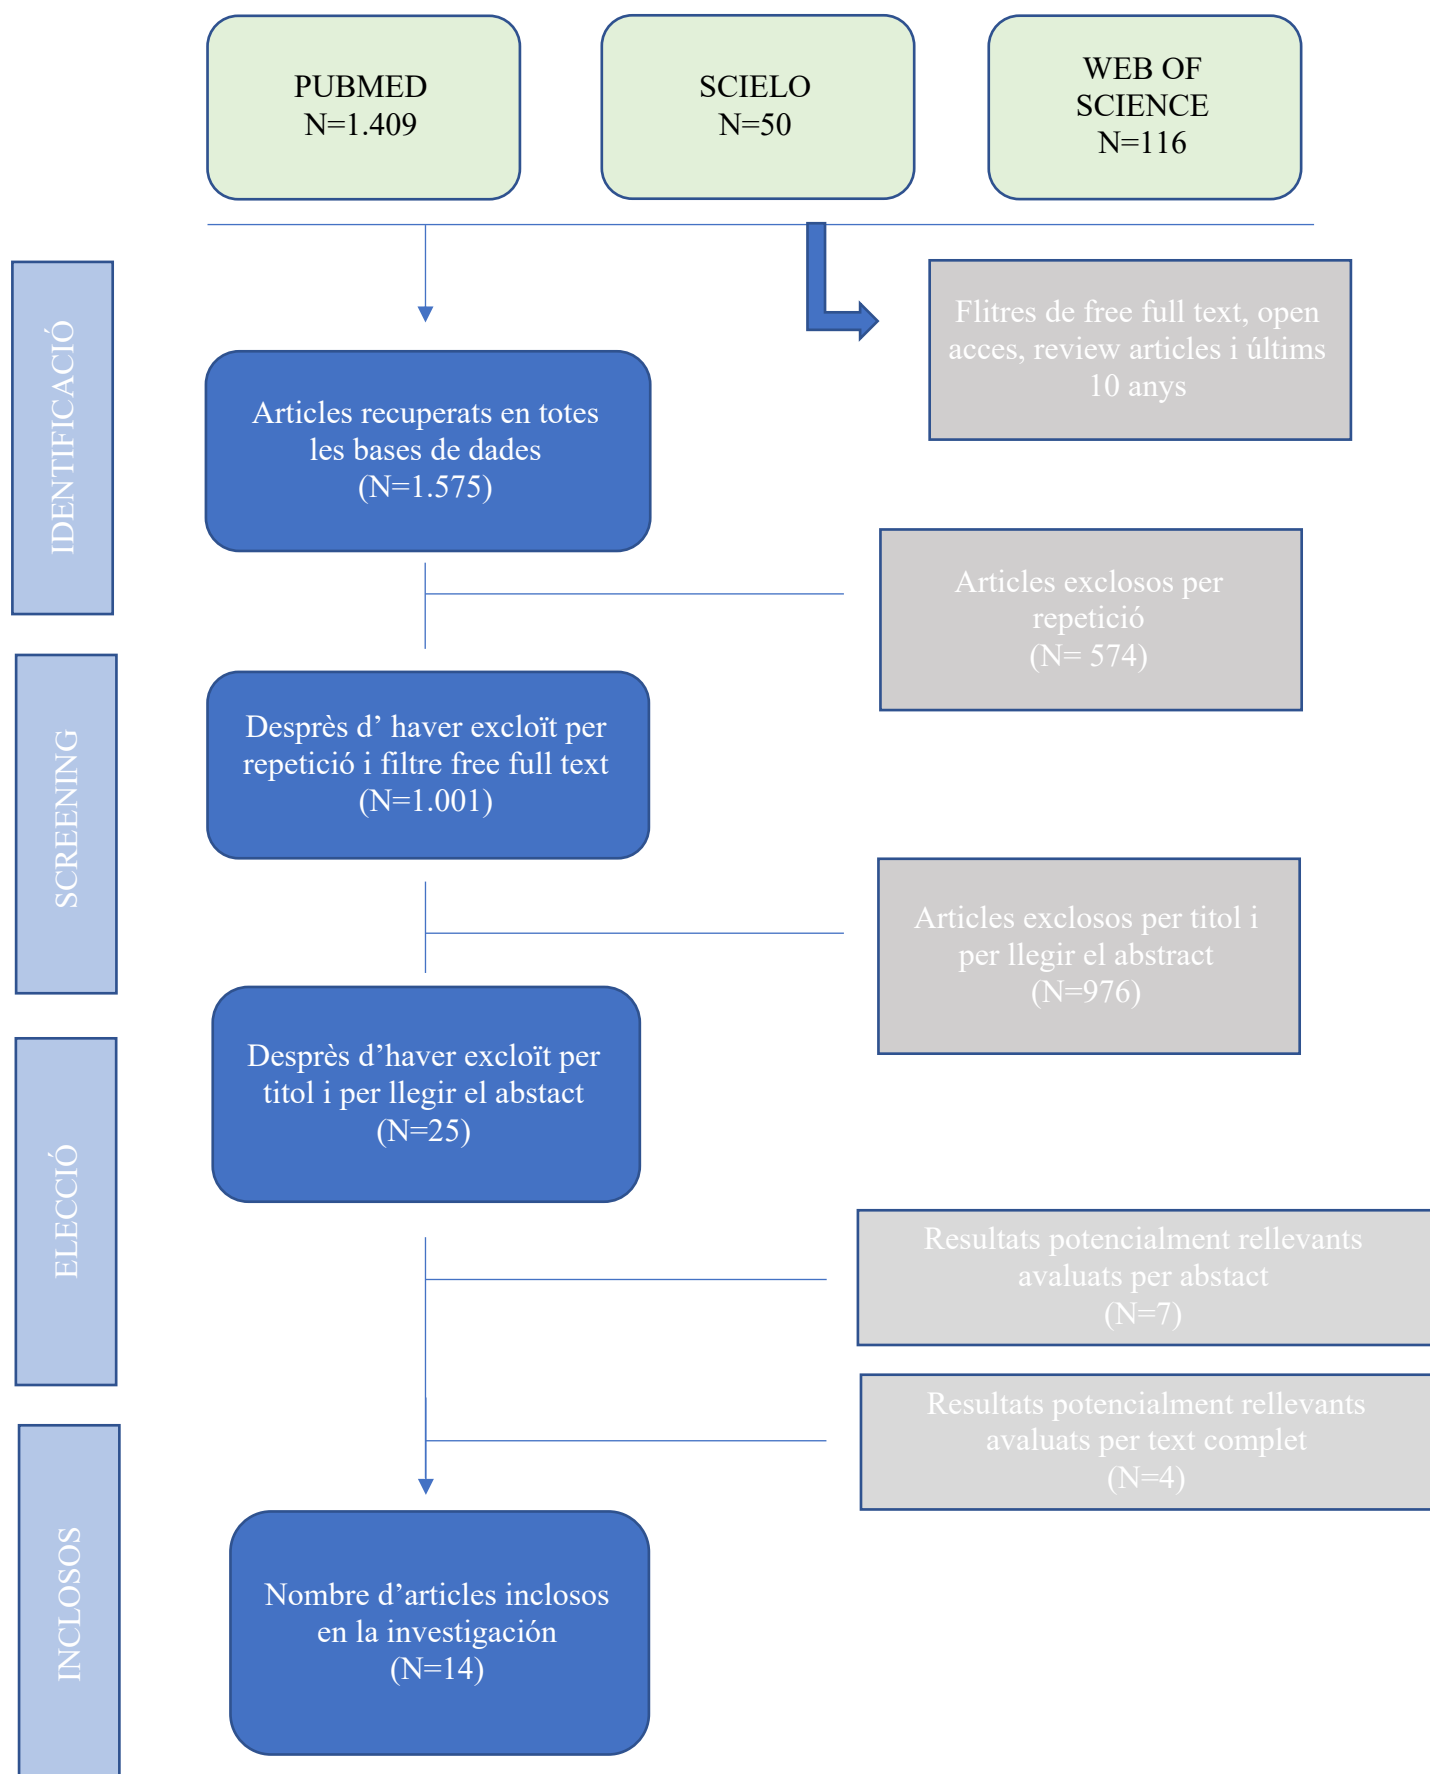 PUBMED
N=1.409
SCIELO
N=50
WEB OF
SCIENCE
N=116
IDENTIFICACIÓ
Flitres de free full text, open
acces, review articles i últims
10 anys
Articles recuperats en totes
les bases de dades
(N=1.575)
Articles exclosos per
repetició
(N= 574)
SCREENING
Desprès d’ haver excloït per
repetició i filtre free full text
(N=1.001)
Articles exclosos per titol i
per llegir el abstract
(N=976)
ELECCIÓ
Desprès d’haver excloït per
titol i per llegir el abstact
(N=25)
Resultats potencialment rellevants
avaluats per abstact
(N=7)
Resultats potencialment rellevants
avaluats per text complet
(N=4)
INCLOSOS
Nombre d’articles inclosos
en la investigación
(N=14)